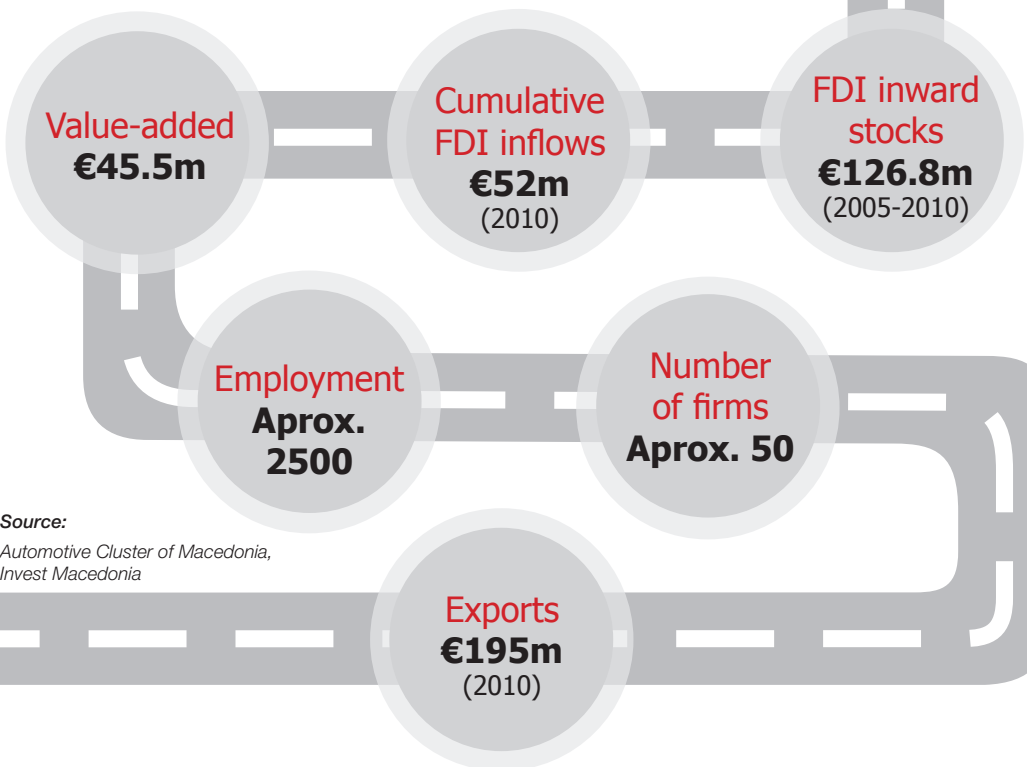 Value-added
€45.5m
Cumulative
FDI inflows
€52m
(2010)
FDI inward
stocks
€126.8m
(2005-2010)
Employment
Aprox.
2500
Number
of firms
Aprox. 50
Source:
Automotive Cluster of Macedonia,
Invest Macedonia
Exports
€195m
(2010)